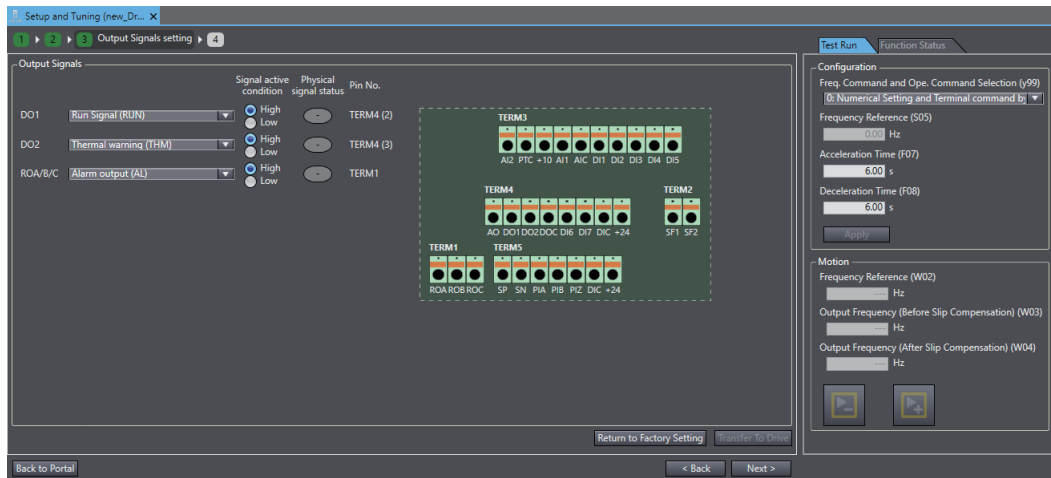 Setup and Tuning (new_Dr... X
1 2 3 Output Signals setting 4
Output Signals
Signal active condition
Physical signal status
Pin No.
DO1 Run Signal (RUN) High Low - TERM4 (2)
DO2 Thermal warning (THM) High Low - TERM4 (3)
ROA/B/C Alarm output (AL) High Low - TERM1
TERM3
AI2 PTC +10 AI1 AIC DI1 DI2 DI3 DI4 DI5
TERM4 TERM2
AO DO1 DO2 DOC DI6 DI7 DIC +24 SF1 SF2
TERM1 TERM5
ROA ROB ROC SP SN PIA PIB PIZ DIC +24
Return to Factory Setting Transfer To Drive
Back to Portal < Back Next >
Test Run Function Status
Configuration
Freq. Command and Ope. Command Selection (y99)
0: Numerical Setting and Terminal command by
Frequency Reference (S05)
0.00 Hz
Acceleration Time (F07)
6.00 s
Deceleration Time (F08)
6.00 s
Apply
Motion
Frequency Reference (W02)
--- Hz
Output Frequency (Before Slip Compensation) (W03)
--- Hz
Output Frequency (After Slip Compensation) (W04)
--- Hz